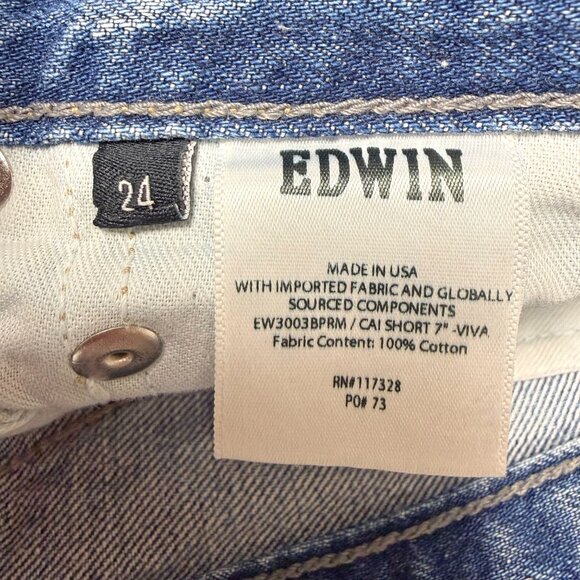 24
EDWIN
MADE IN USA
WITH IMPORTED FABRIC AND GLOBALLY
SOURCED COMPONENTS
EW3003BPRM / CAI SHORT 7" -VIVA
Fabric Content: 100% Cotton
RN#117328
PO# 73